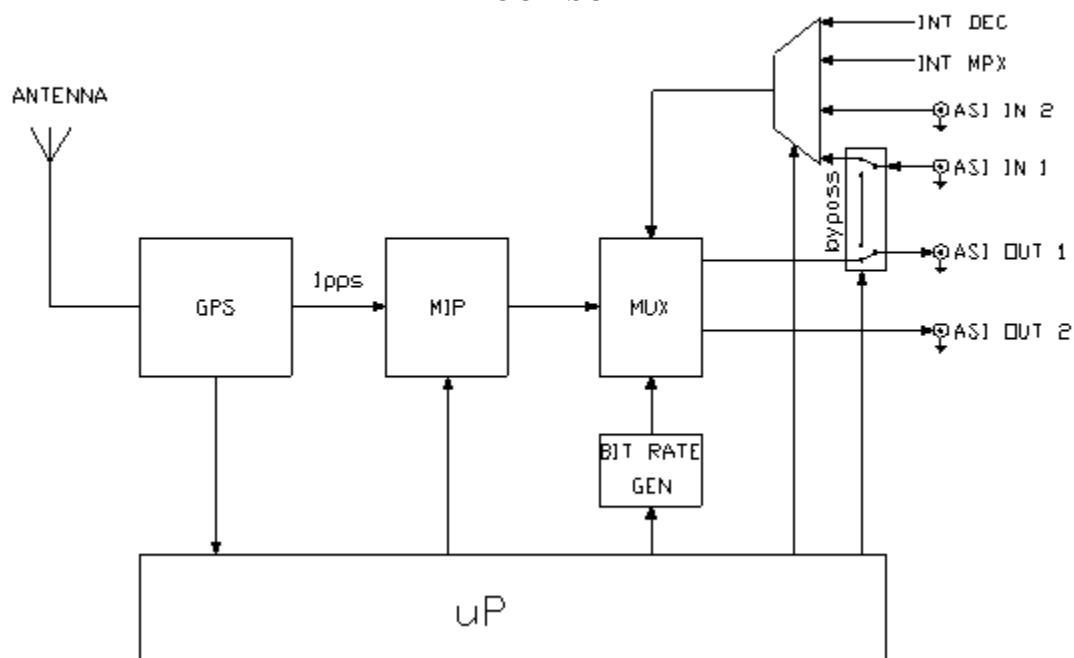 INT DEC
INT MPX
ANTENNA
ASI IN 2
ASI IN 1
bypass
ASI OUT 1
1pps
GPS
MIP
MUX
ASI OUT 2
BIT RATE
GEN
uP